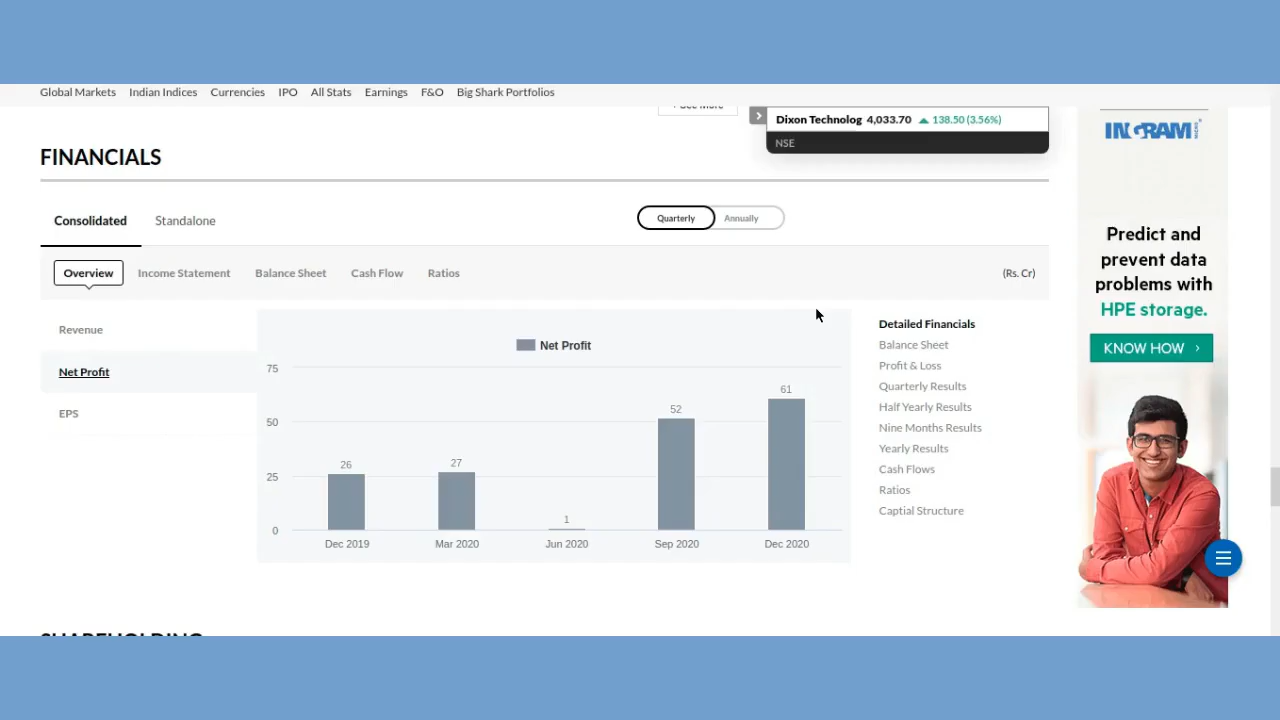 Global Markets Indian Indices Currencies IPO All Stats Earnings F&O Big Shark Portfolios
See More
Dixon Technolog 4,033.70 ▲ 138.50 (3.56%)
NSE
FINANCIALS
Consolidated Standalone
Quarterly Annually
Overview Income Statement Balance Sheet Cash Flow Ratios (Rs. Cr)
Revenue
Net Profit
EPS
Net Profit
75
50
25
0
26
27
1
52
61
Dec 2019 Mar 2020 Jun 2020 Sep 2020 Dec 2020
Detailed Financials
Balance Sheet
Profit & Loss
Quarterly Results
Half Yearly Results
Nine Months Results
Yearly Results
Cash Flows
Ratios
Captial Structure
INGRAM MICRO
Predict and
prevent data
problems with
HPE storage.
KNOW HOW ›
SHAREHOLDING